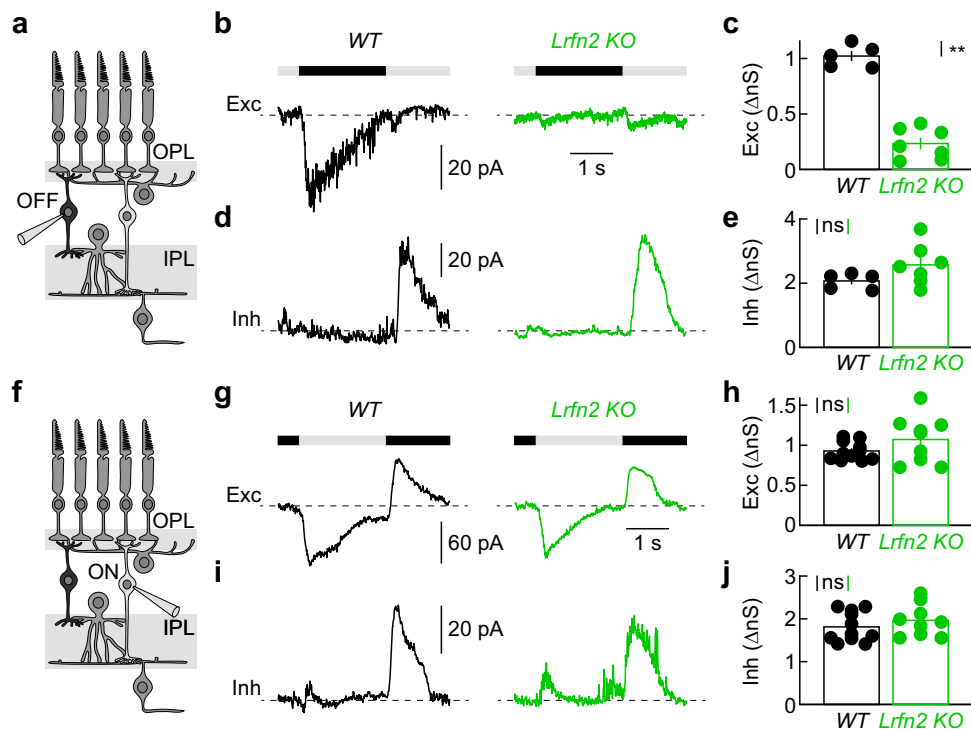 a
OPL
OFF
IPL
b
WT
Lrfn2 KO
Exc
20 pA
1 s
c
Exc (ΔnS)
1
0.5
0
**
WT
Lrfn2 KO
d
20 pA
Inh
e
Inh (ΔnS)
4
2
0
ns
WT
Lrfn2 KO
f
OPL
ON
IPL
g
WT
Lrfn2 KO
Exc
60 pA
1 s
h
Exc (ΔnS)
1.5
1
0.5
0
ns
WT
Lrfn2 KO
i
20 pA
Inh
j
Inh (ΔnS)
3
2
1
0
ns
WT
Lrfn2 KO